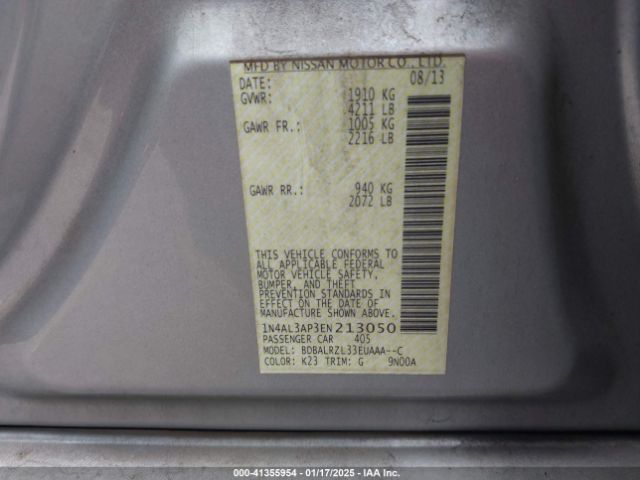 MFD BY NISSAN MOTOR CO., LTD.
DATE: 08/13
GVWR: 1910 KG
4211 LB
GAWR FR.: 1005 KG
2216 LB
GAWR RR.: 940 KG
2072 LB
THIS VEHICLE CONFORMS TO
ALL APPLICABLE FEDERAL
MOTOR VEHICLE SAFETY,
BUMPER, AND THEFT
PREVENTION STANDARDS IN
EFFECT ON THE DATE OF
MANUFACTURE SHOWN ABOVE.
1N4AL3AP3EN213050
PASSENGER CAR 405
MODEL: BDBALRZL33EUAAA--C
COLOR: K23 TRIM: G 9N00A
000-41355954 - 01/17/2025 - IAA Inc.